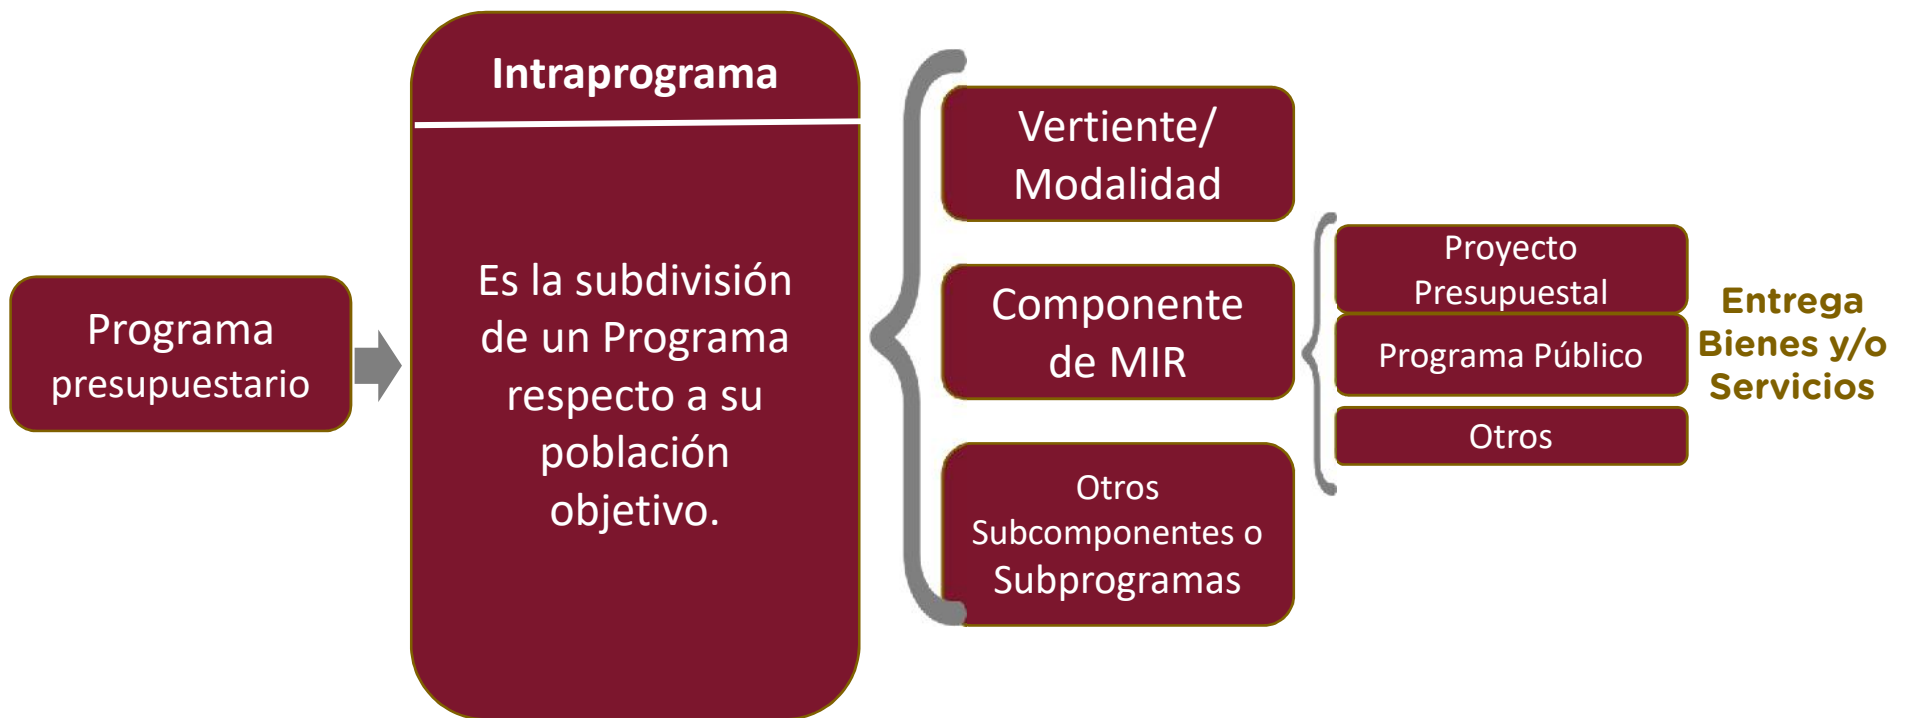 Programa
presupuestario
Intraprograma
Es la subdivisión
de un Programa
respecto a su
población
objetivo.
Vertiente/
Modalidad
Componente
de MIR
Otros
Subcomponentes o
Subprogramas
Proyecto
Presupuestal
Programa Público
Otros
Entrega
Bienes y/o
Servicios